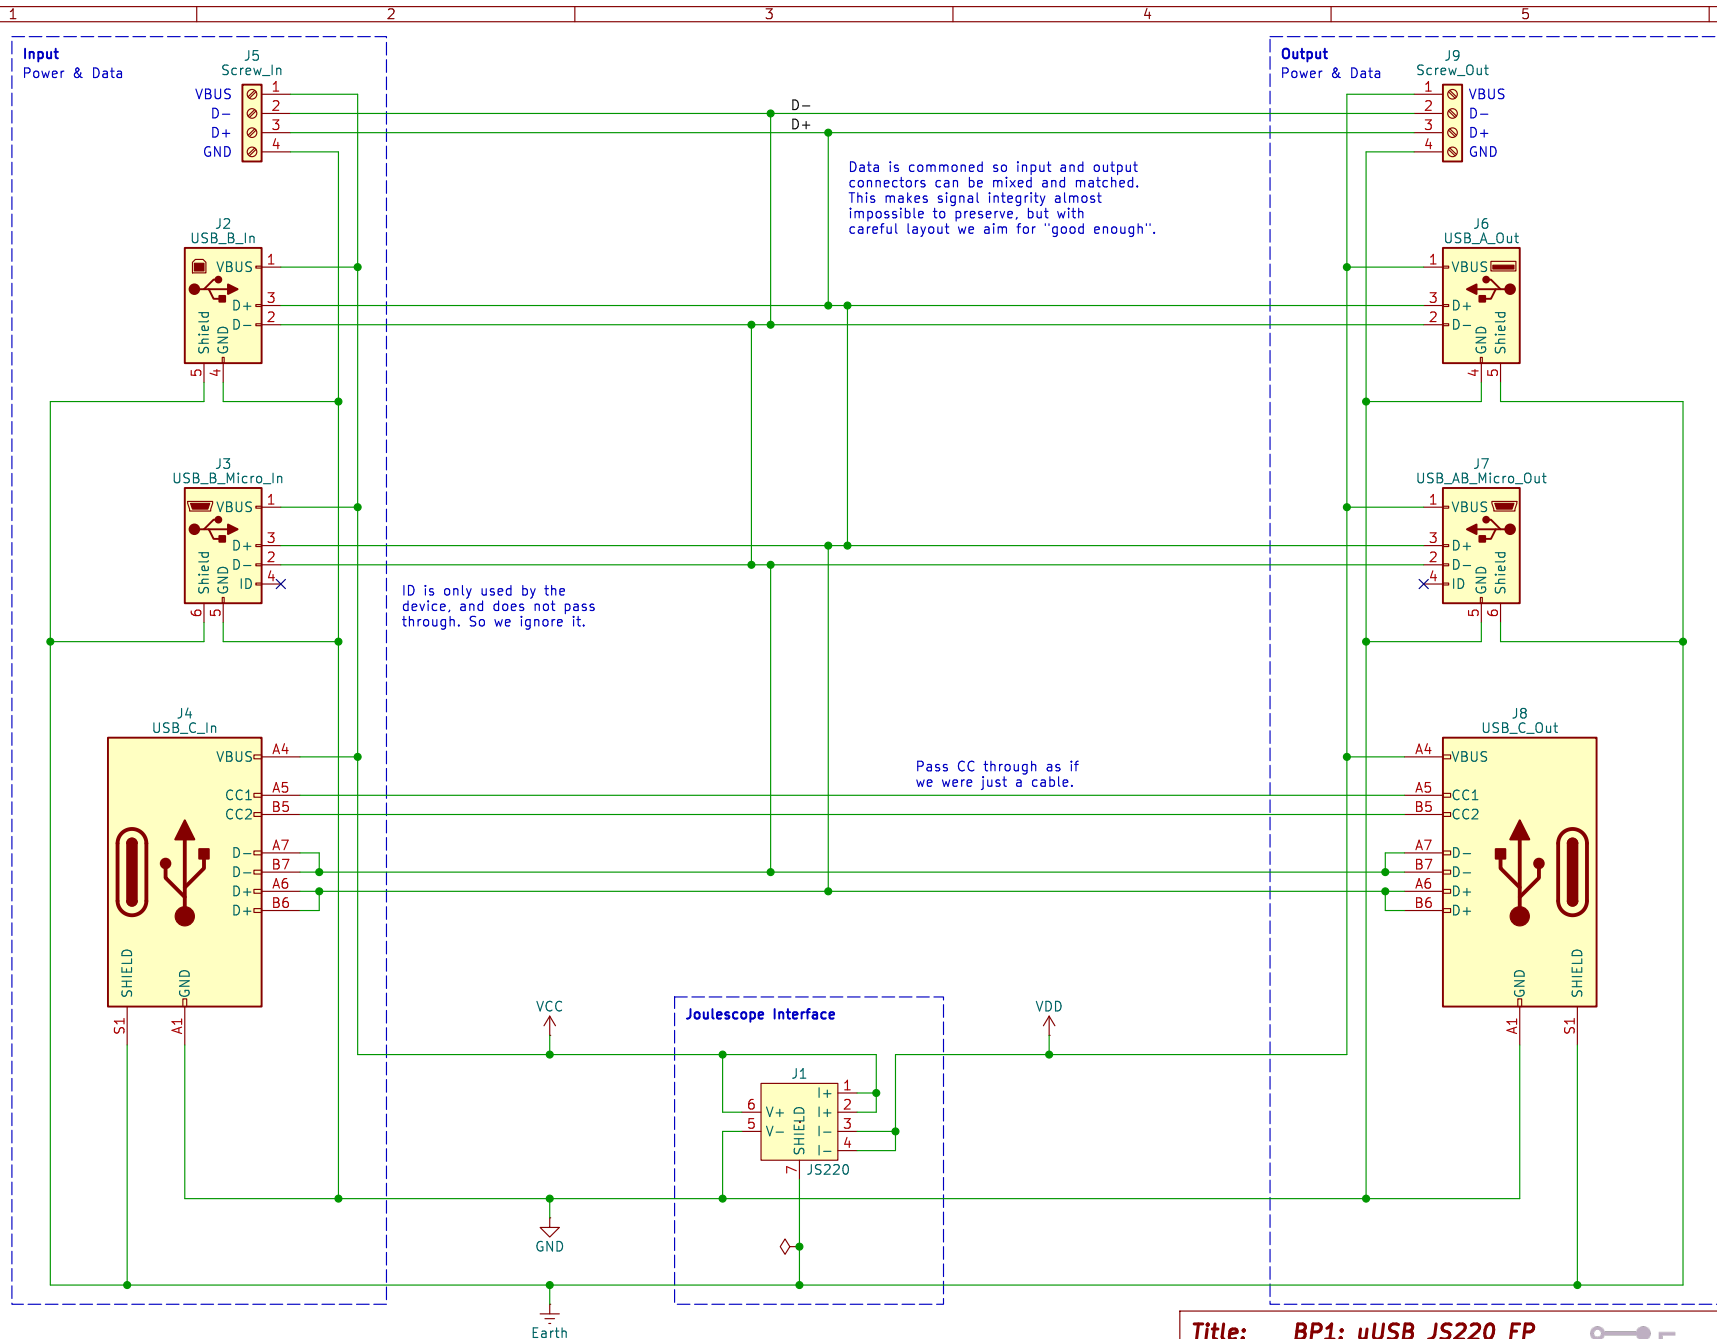 1 2 3 4 5
Input
Power & Data
J5
Screw_In
VBUS 1
D- 2
D+ 3
GND 4
D-
D+
Output
Power & Data
J9
Screw_Out
1 VBUS
2 D-
3 D+
4 GND
Data is commoned so input and output
connectors can be mixed and matched.
This makes signal integrity almost
impossible to preserve, but with
careful layout we aim for "good enough".
J2
USB_B_In
VBUS 1
D+ 3
D- 2
Shield
GND
5 4
J6
USB_A_Out
1 VBUS
3 D+
2 D-
GND
Shield
4 5
J3
USB_B_Micro_In
VBUS 1
D+ 3
D- 2
ID 4
Shield
GND
6 5
ID is only used by the
device, and does not pass
through. So we ignore it.
J7
USB_AB_Micro_Out
1 VBUS
3 D+
2 D-
4 ID
GND
Shield
5 6
J4
USB_C_In
VBUS A4
CC1 A5
CC2 B5
D- A7
D- B7
D+ A6
D+ B6
SHIELD
GND
S1 A1
Pass CC through as if
we were just a cable.
J8
USB_C_Out
A4 VBUS
A5 CC1
B5 CC2
A7 D-
B7 D-
A6 D+
B6 D+
GND
SHIELD
A1 S1
VCC
Joulescope Interface
VDD
J1
I+ 1
6 V+ I+ 2
5 V- I- 3
I- 4
SHIELD
7 JS220
GND
Earth
Title: BP1: uUSB JS220 FP